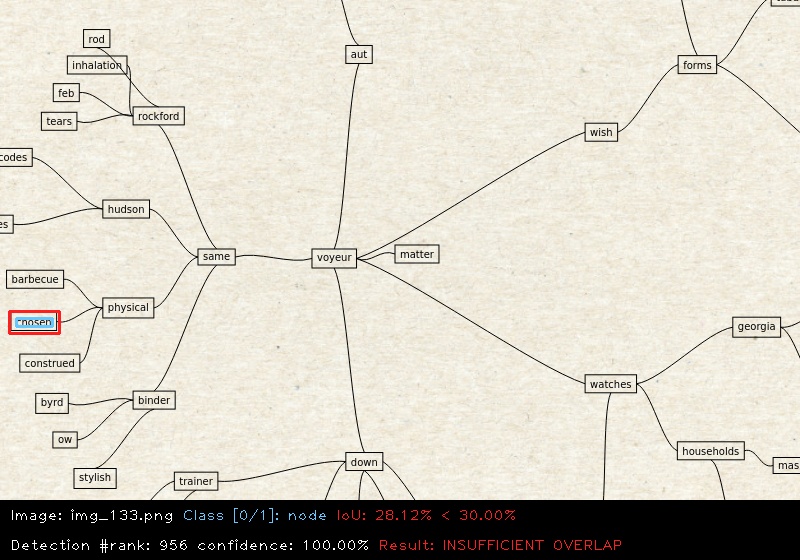 rod
aut
inhalation
forms
feb
rockford
tears
wish
codes
hudson
es
same
voyeur
matter
barbecue
physical
chosen
georgia
construed
watches
byrd
binder
ow
households
down
mas
stylish
trainer
Image: img_133.png Class [0/1]: node IoU: 28.12% < 30.00%
Detection #rank: 956 confidence: 100.00% Result: INSUFFICIENT OVERLAP